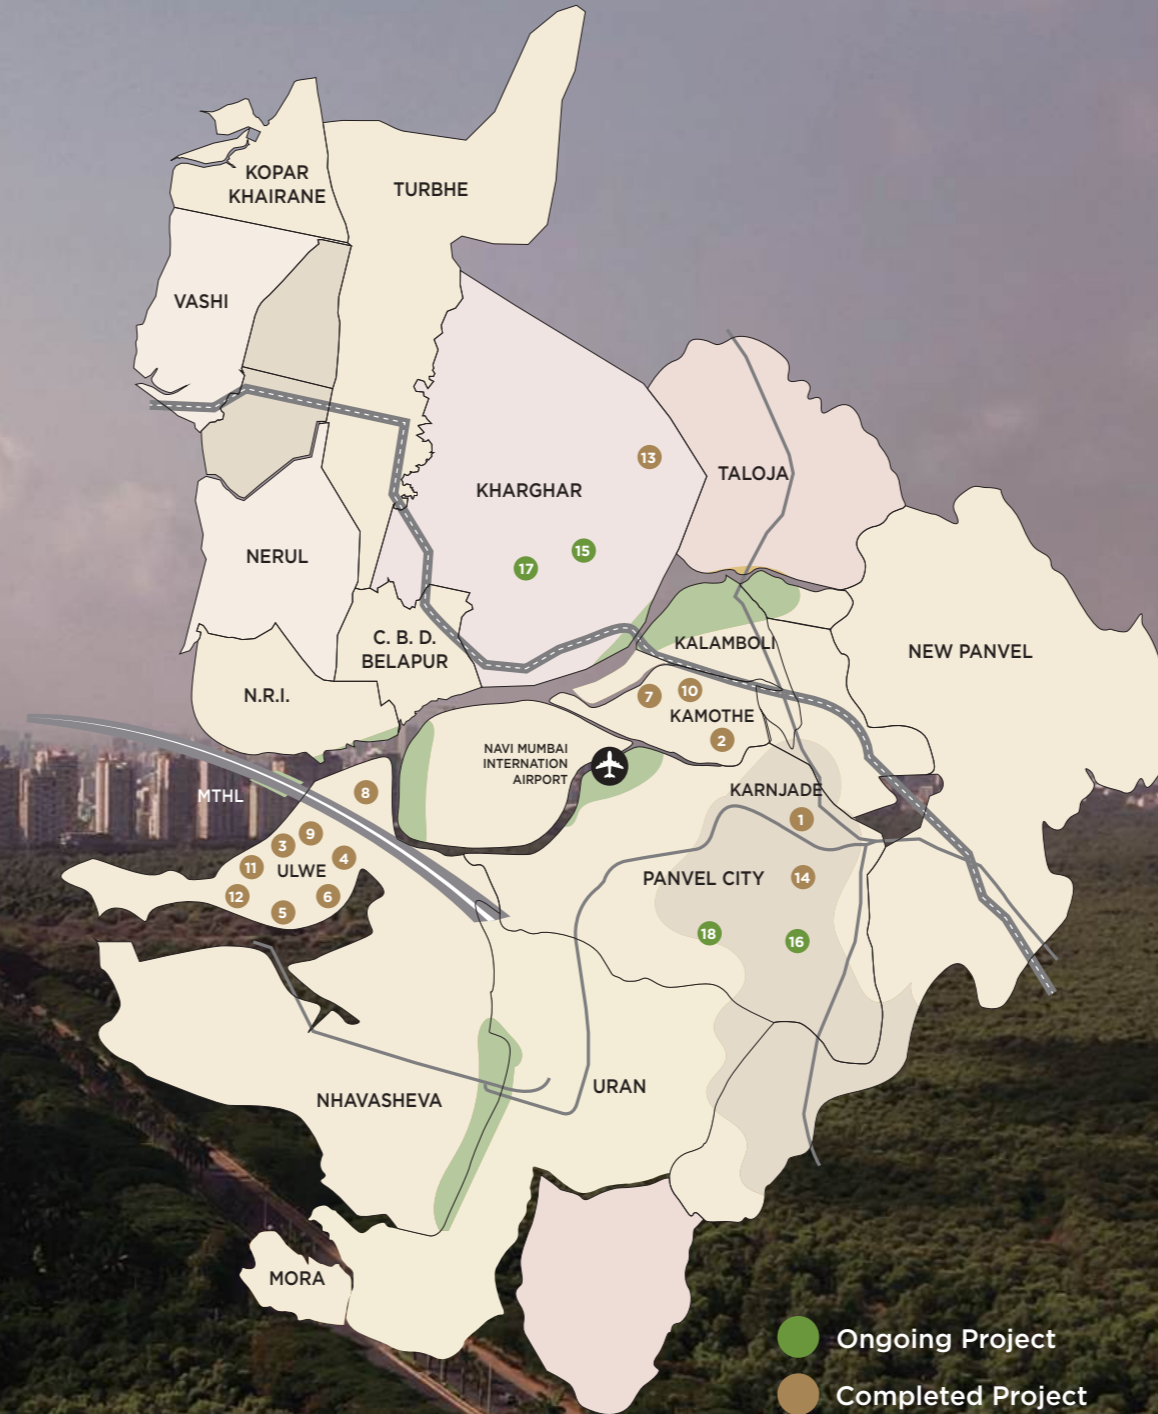 KOPAR
KHAIRANE
TURBHE
VASHI
13
TALOJA
KHARGHAR
15
17
NERUL
C. B. D.
BELAPUR
KALAMBOLI
NEW PANVEL
N.R.I.
7
10
KAMOTHE
2
NAVI MUMBAI
INTERNATION
AIRPORT
MTHL
8
KARNJADE
1
9
3
4
11
ULWE
12
6
5
PANVEL CITY
14
18
16
URAN
NHAVASHEVA
MORA
Ongoing Project
Completed Project